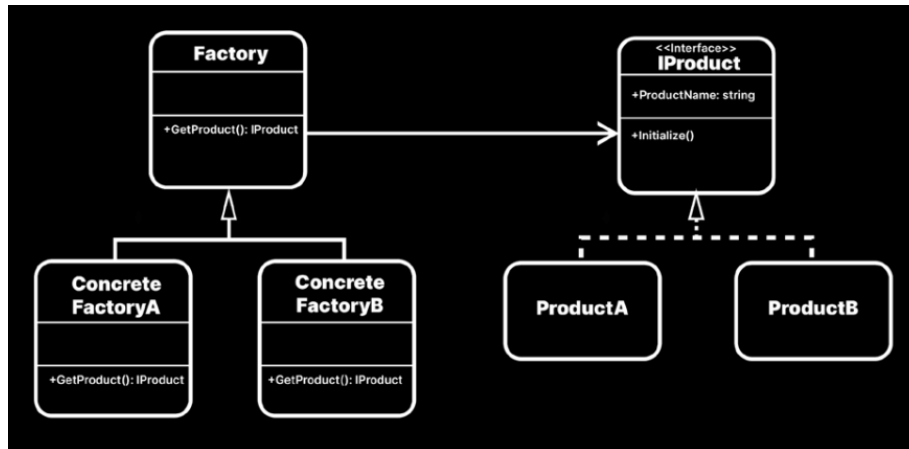 Factory
+GetProduct(): IProduct
<<Interface>>
IProduct
+ProductName: string
+Initialize()
Concrete
FactoryA
+GetProduct(): IProduct
Concrete
FactoryB
+GetProduct(): IProduct
ProductA
ProductB